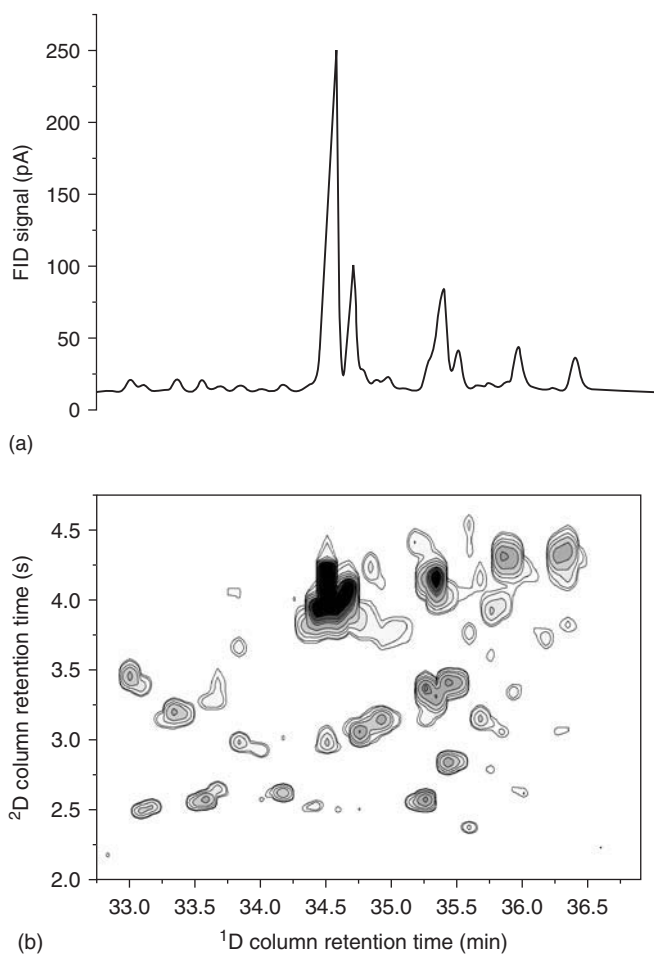 (a)
FID signal (pA)
250
200
150
100
50
0
(b)
²D column retention time (s)
4.5
4.0
3.5
3.0
2.5
2.0
33.0 33.5 34.0 34.5 35.0 35.5 36.0 36.5
¹D column retention time (min)